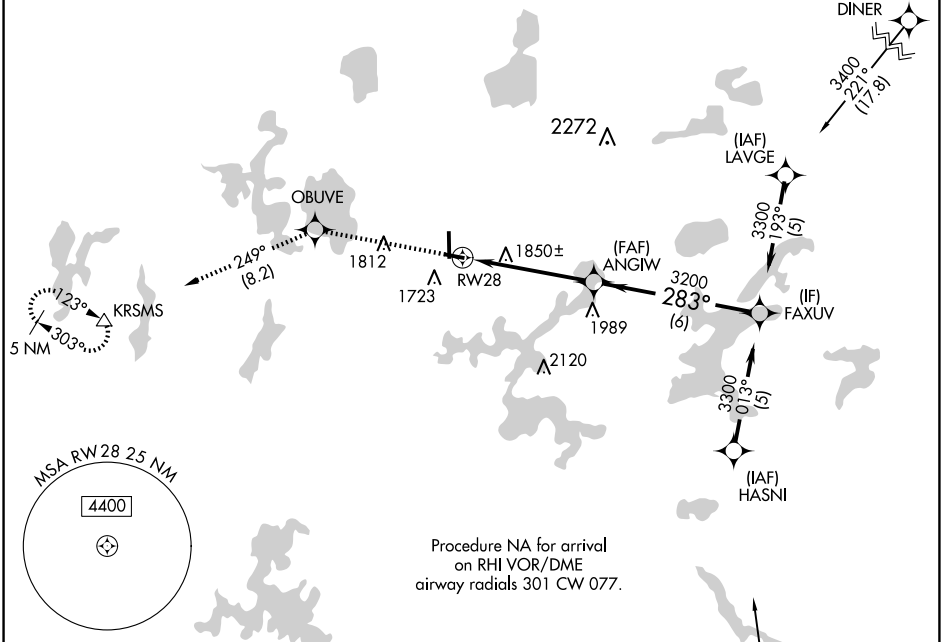 DINER
3400
221°
(17.8)
2272
(IAF)
LAVGE
3300
193°
(5)
OBUVE
249°
(8.2)
1812
1850±
RW28
1723
(FAF)
ANGIW
3200
283°
(6)
(IF)
FAXUV
1989
123°
303°
KRSMS
5 NM
2120
3300
013°
(5)
(IAF)
HASNI
MSA RW 28 25 NM
4400
Procedure NA for arrival
on RHI VOR/DME
airway radials 301 CW 077.